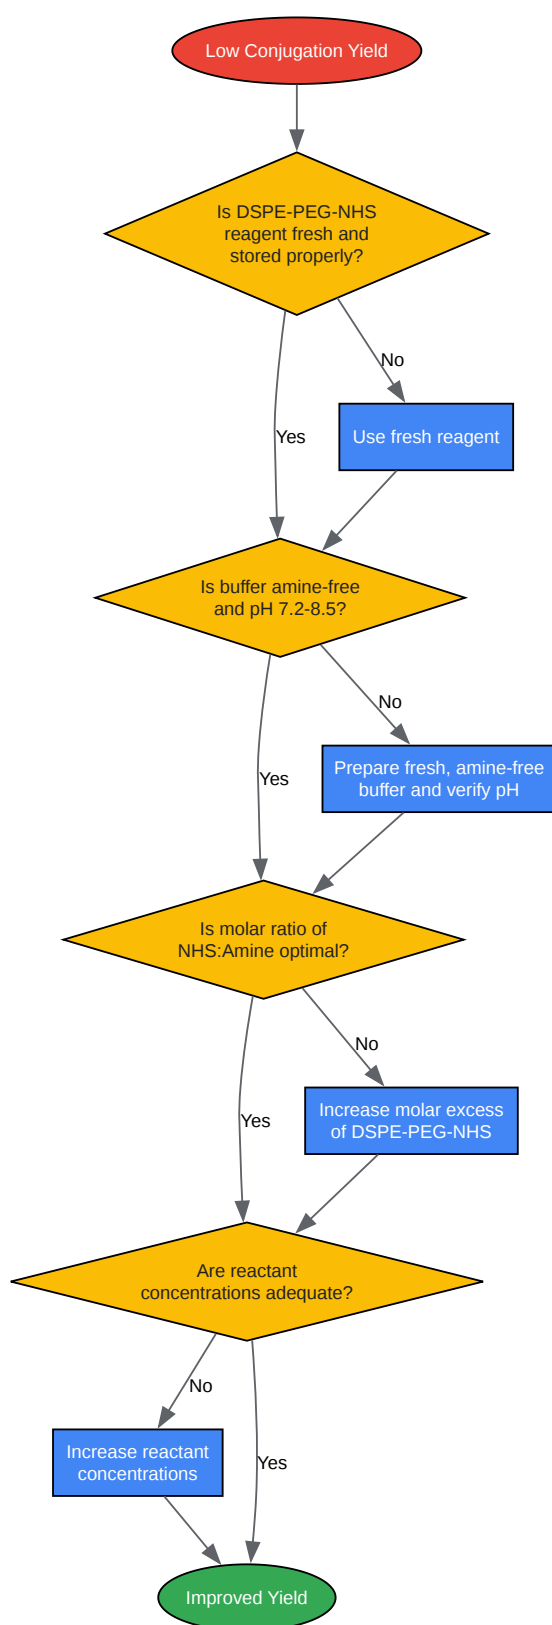 Low Conjugation Yield
Is DSPE-PEG-NHS
reagent fresh and
stored properly?
No
Use fresh reagent
Yes
Is buffer amine-free
and pH 7.2-8.5?
No
Prepare fresh, amine-free
buffer and verify pH
Yes
Is molar ratio of
NHS:Amine optimal?
No
Increase molar excess
of DSPE-PEG-NHS
Yes
Are reactant
concentrations adequate?
No
Increase reactant
concentrations
Yes
Improved Yield